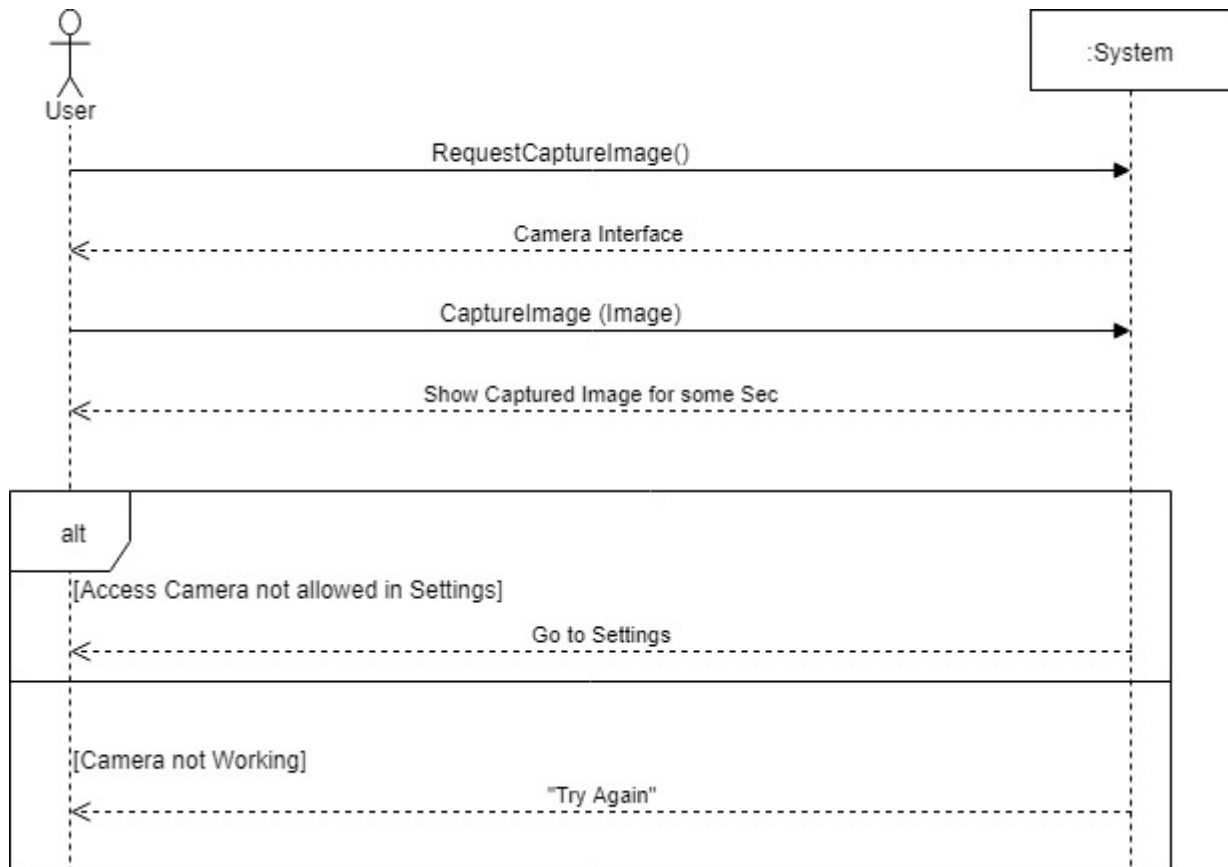 :System
User
RequestCaptureImage()
Camera Interface
CaptureImage (Image)
Show Captured Image for some Sec
alt
[Access Camera not allowed in Settings]
Go to Settings
[Camera not Working]
"Try Again"